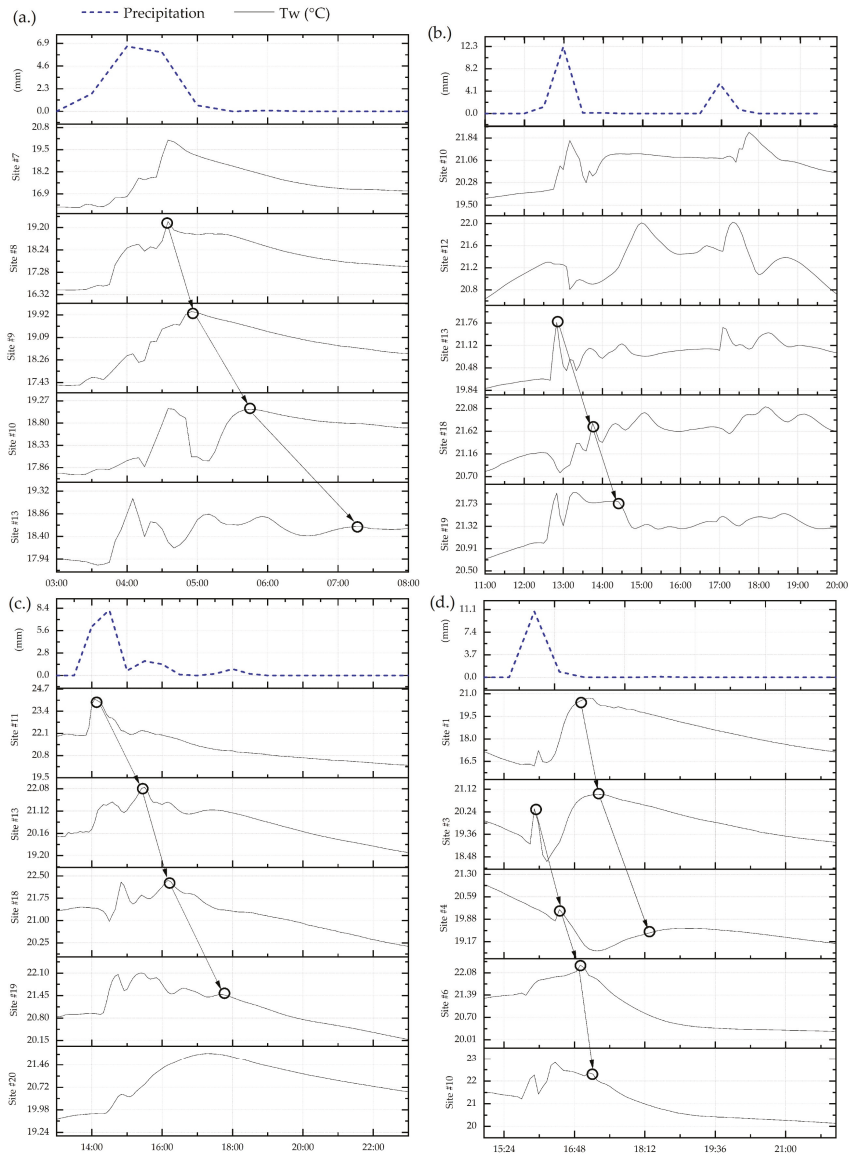 (a.)
Precipitation
Tw (°C)
(mm)
6.9
4.6
2.3
0.0
Site #7
20.8
19.5
18.2
16.9
Site #8
19.20
18.24
17.28
16.32
Site #9
19.92
19.09
18.26
17.43
Site #10
19.27
18.80
18.33
17.86
Site #13
19.32
18.86
18.40
17.94
03:00 04:00 05:00 06:00 07:00 08:00
(b.)
(mm)
12.3
8.2
4.1
0.0
Site #10
21.84
21.06
20.28
19.50
Site #12
22.0
21.6
21.2
20.8
Site #13
21.76
21.12
20.48
19.84
Site #18
22.08
21.62
21.16
20.70
Site #19
21.73
21.32
20.91
20.50
11:00 12:00 13:00 14:00 15:00 16:00 17:00 18:00 19:00 20:00
(c.)
(mm)
8.4
5.6
2.8
0.0
Site #11
24.7
23.4
22.1
20.8
19.5
Site #13
22.08
21.12
20.16
19.20
Site #18
22.50
21.75
21.00
20.25
Site #19
22.10
21.45
20.80
20.15
Site #20
21.46
20.72
19.98
19.24
14:00 16:00 18:00 20:00 22:00
(d.)
(mm)
11.1
7.4
3.7
0.0
Site #1
21.0
19.5
18.0
16.5
Site #3
21.12
20.24
19.36
18.48
Site #4
21.30
20.59
19.88
19.17
Site #6
22.08
21.39
20.70
20.01
Site #10
23
22
21
20
15:24 16:48 18:12 19:36 21:00